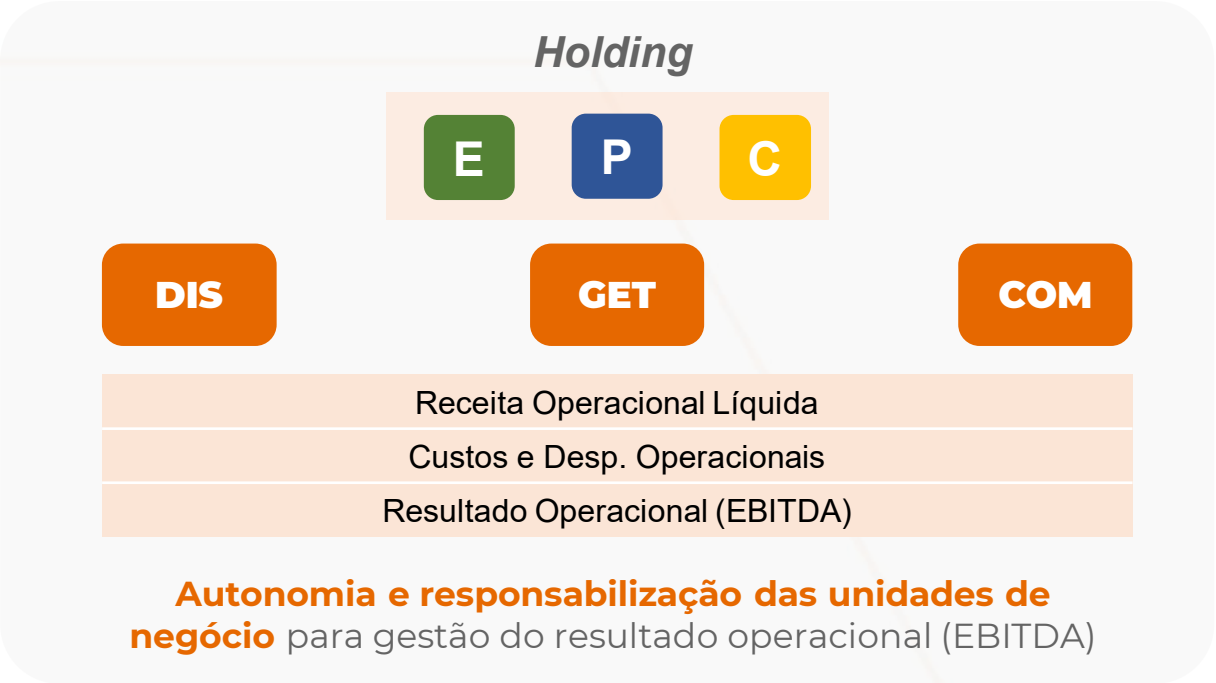 Holding
E P C
DIS GET COM
Receita Operacional Líquida
Custos e Desp. Operacionais
Resultado Operacional (EBITDA)
Autonomia e responsabilização das unidades de
negócio para gestão do resultado operacional (EBITDA)